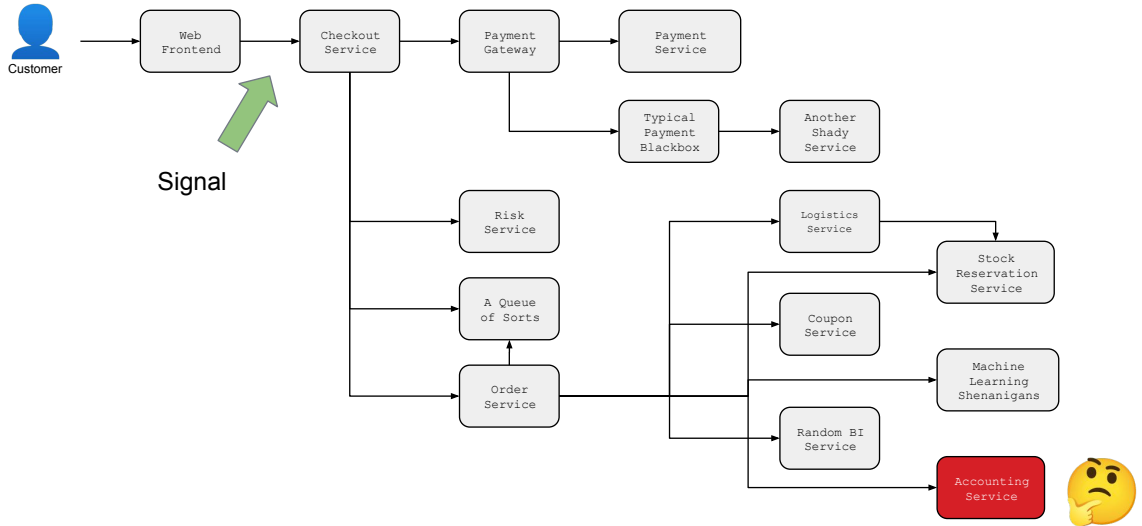 Customer
Web
Frontend
Checkout
Service
Payment
Gateway
Payment
Service
Typical
Payment
Blackbox
Another
Shady
Service
Signal
Risk
Service
Logistics
Service
Stock
Reservation
Service
A Queue
of Sorts
Coupon
Service
Order
Service
Machine
Learning
Shenanigans
Random BI
Service
Accounting
Service